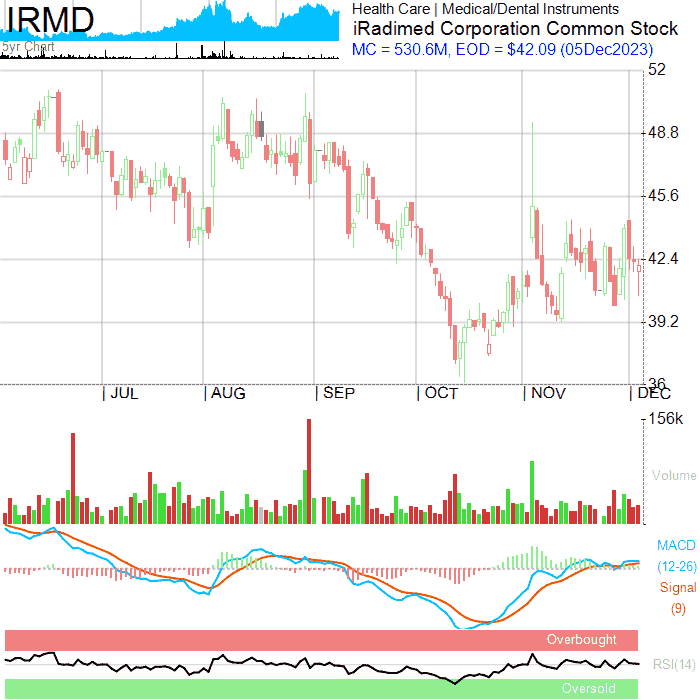 IRMD
5yr Chart
Health Care | Medical/Dental Instruments
iRadimed Corporation Common Stock
MC = 530.6M, EOD = $42.09 (05Dec2023)
52
48.8
45.6
42.4
39.2
36
| JUL | AUG | SEP | OCT | NOV | DEC
156k
Volume
MACD
(12-26)
Signal
(9)
Overbought
RSI(14)
Oversold